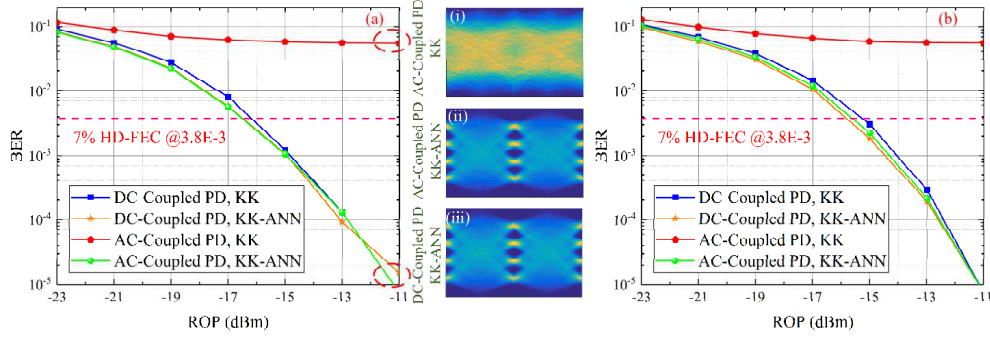 (a)
10^-1
10^-2
10^-3
10^-4
10^-5
BER
7% HD-FEC @3.8E-3
DC Coupled PD, KK
DC-Coupled PD, KK-ANN
AC-Coupled PD, KK
AC-Coupled PD, KK-ANN
-23 -21 -19 -17 -15 -13 -11
ROP (dBm)
AC-Coupled PD
KK
(i)
AC-Coupled PD
KK-ANN
(ii)
DC-Coupled PD
KK-ANN
(iii)
(b)
10^-1
10^-2
10^-3
10^-4
10^-5
BER
7% HD-FEC @3.8E-3
DC Coupled PD, KK
DC-Coupled PD, KK-ANN
AC-Coupled PD, KK
AC-Coupled PD, KK-ANN
-23 -21 -19 -17 -15 -13 -11
ROP (dBm)